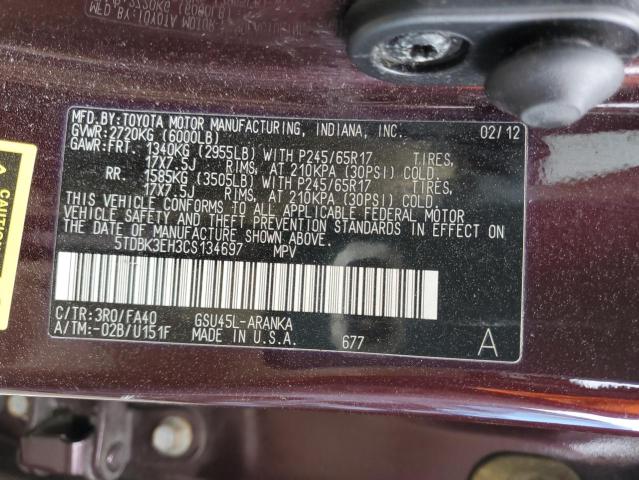 MFD.BY:TOYOTA MOTOR MANUFACTURING, INDIANA, INC. 02/12
GVWR:2720KG (6000LB)
GAWR:FRT. 1340KG (2955LB) WITH P245/65R17 TIRES,
17X7.5J RIMS, AT 210KPA (30PSI) COLD.
RR. 1585KG (3505LB) WITH P245/65R17 TIRES,
17X7.5J RIMS, AT 210KPA (30PSI) COLD.
THIS VEHICLE CONFORMS TO ALL APPLICABLE FEDERAL MOTOR
VEHICLE SAFETY AND THEFT PREVENTION STANDARDS IN EFFECT
ON THE DATE OF MANUFACTURE SHOWN ABOVE.
5TDBK3EH3CS134697 MPV
C/TR:3R0/FA40 GSU45L-ARANKA
A/TM:-02B/U151F MADE IN U.S.A. 677 A
CAUTION